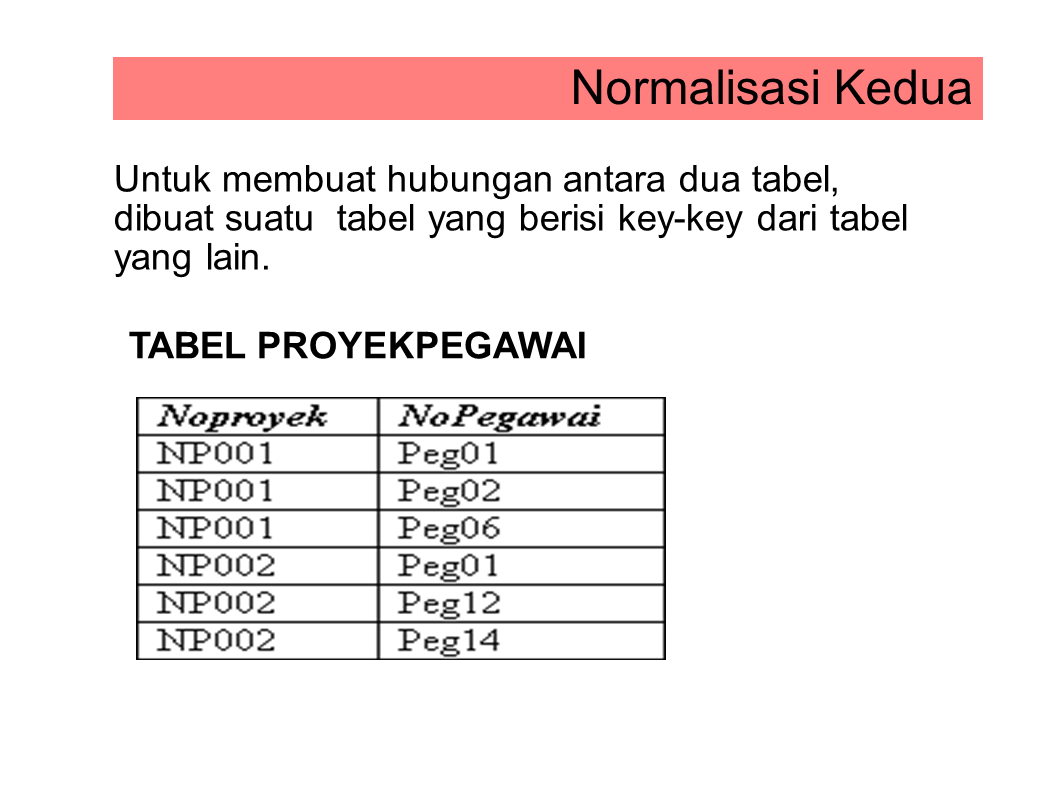 Normalisasi Kedua
Untuk membuat hubungan antara dua tabel,
dibuat suatu  tabel yang berisi key-key dari tabel
yang lain.
TABEL PROYEKPEGAWAI
Noproyek NoPegawai
NP001 Peg01
NP001 Peg02
NP001 Peg06
NP002 Peg01
NP002 Peg12
NP002 Peg14